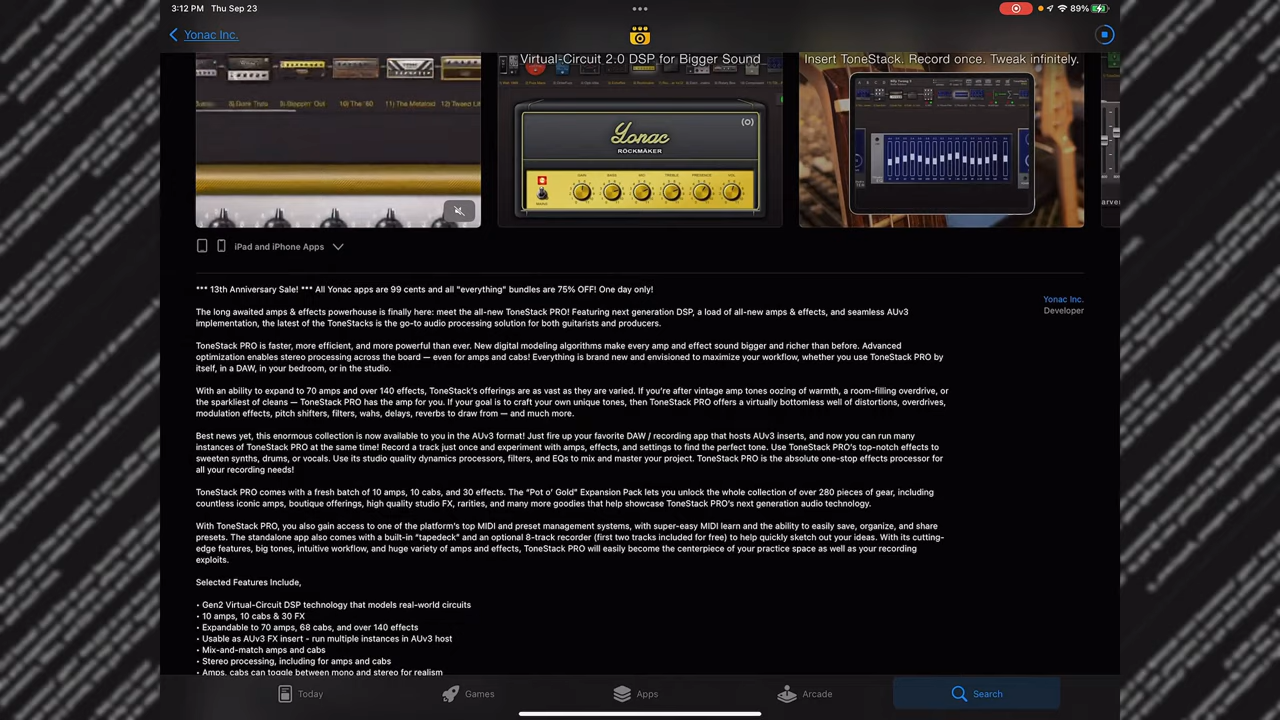 3:12 PM Thu Sep 23
89%
Yonac Inc.
Virtual-Circuit 2.0 DSP for Bigger Sound
Insert ToneStack. Record once. Tweak infinitely.
10) The '80
11) The Metalord
Yonac
ROCKMAKER
GAIN BASS MID TREBLE PRESENCE VOL
iPad and iPhone Apps
*** 13th Anniversary Sale! *** All Yonac apps are 99 cents and all "everything" bundles are 75% OFF! One day only!
Yonac Inc.
Developer
The long awaited amps & effects powerhouse is finally here: meet the all-new ToneStack PRO! Featuring next generation DSP, a load of all-new amps & effects, and seamless AUv3
implementation, the latest of the ToneStacks is the go-to audio processing solution for both guitarists and producers.
ToneStack PRO is faster, more efficient, and more powerful than ever. New digital modeling algorithms make every amp and effect sound bigger and richer than before. Advanced
optimization enables stereo processing across the board — even for amps and cabs! Everything is brand new and envisioned to maximize your workflow, whether you use ToneStack PRO by
itself, in a DAW, in your bedroom, or in the studio.
With an ability to expand to 70 amps and over 140 effects, ToneStack's offerings are as vast as they are varied. If you're after vintage amp tones oozing of warmth, a room-filling overdrive, or
the sparkliest of cleans — ToneStack PRO has the amp for you. If your goal is to craft your own unique tones, then ToneStack PRO offers a virtually bottomless well of distortions, overdrives,
modulation effects, pitch shifters, filters, wahs, delays, reverbs to draw from — and much more.
Best news yet, this enormous collection is now available to you in the AUv3 format! Just fire up your favorite DAW / recording app that hosts AUv3 inserts, and now you can run many
instances of ToneStack PRO at the same time! Record a track just once and experiment with amps, effects, and settings to find the perfect tone. Use ToneStack PRO's top-notch effects to
sweeten synths, drums, or vocals. Use its studio quality dynamics processors, filters, and EQs to mix and master your project. ToneStack PRO is the absolute one-stop effects processor for
all your recording needs!
ToneStack PRO comes with a fresh batch of 10 amps, 10 cabs, and 30 effects. The "Pot o' Gold" Expansion Pack lets you unlock the whole collection of over 280 pieces of gear, including
countless iconic amps, boutique offerings, high quality studio FX, rarities, and many more goodies that help showcase ToneStack PRO's next generation audio technology.
With ToneStack PRO, you also gain access to one of the platform's top MIDI and preset management systems, with super-easy MIDI learn and the ability to easily save, organize, and share
presets. The standalone app also comes with a built-in "tapedeck" and an optional 8-track recorder (first two tracks included for free) to help quickly sketch out your ideas. With its cutting-
edge features, big tones, intuitive workflow, and huge variety of amps and effects, ToneStack PRO will easily become the centerpiece of your practice space as well as your recording
exploits.
Selected Features Include,
• Gen2 Virtual-Circuit DSP technology that models real-world circuits
• 10 amps, 10 cabs & 30 FX
• Expandable to 70 amps, 68 cabs, and over 140 effects
• Usable as AUv3 FX insert - run multiple instances in AUv3 host
• Mix-and-match amps and cabs
• Stereo processing, including for amps and cabs
• Amps, cabs can toggle between mono and stereo for realism
Today Games Apps Arcade Search